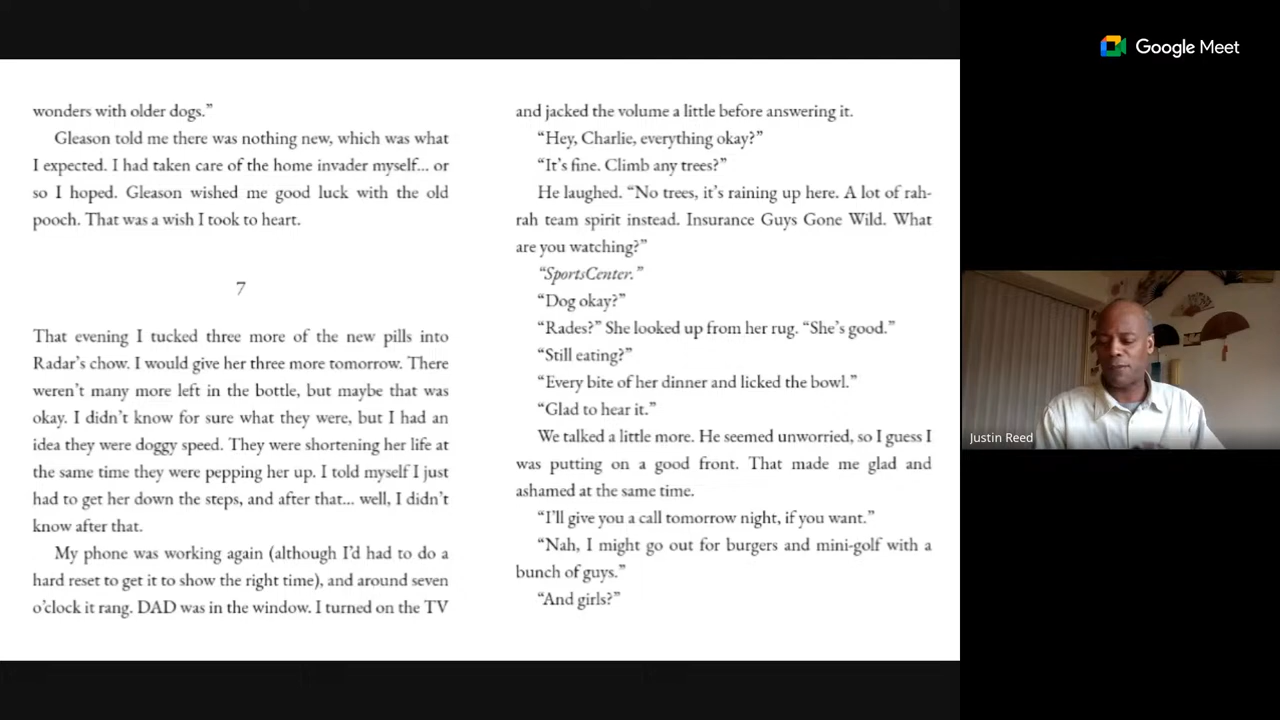 wonders with older dogs.”
Gleason told me there was nothing new, which was what
I expected. I had taken care of the home invader myself... or
so I hoped. Gleason wished me good luck with the old
pooch. That was a wish I took to heart.
7
That evening I tucked three more of the new pills into
Radar’s chow. I would give her three more tomorrow. There
weren’t many more left in the bottle, but maybe that was
okay. I didn’t know for sure what they were, but I had an
idea they were doggy speed. They were shortening her life at
the same time they were pepping her up. I told myself I just
had to get her down the steps, and after that... well, I didn’t
know after that.
My phone was working again (although I’d had to do a
hard reset to get it to show the right time), and around seven
o’clock it rang. DAD was in the window. I turned on the TV
and jacked the volume a little before answering it.
“Hey, Charlie, everything okay?”
“It’s fine. Climb any trees?”
He laughed. “No trees, it’s raining up here. A lot of rah-
rah team spirit instead. Insurance Guys Gone Wild. What
are you watching?”
“SportsCenter.”
“Dog okay?”
“Rades?” She looked up from her rug. “She’s good.”
“Still eating?”
“Every bite of her dinner and licked the bowl.”
“Glad to hear it.”
We talked a little more. He seemed unworried, so I guess I
was putting on a good front. That made me glad and
ashamed at the same time.
“I’ll give you a call tomorrow night, if you want.”
“Nah, I might go out for burgers and mini-golf with a
bunch of guys.”
“And girls?”
Google Meet
Justin Reed